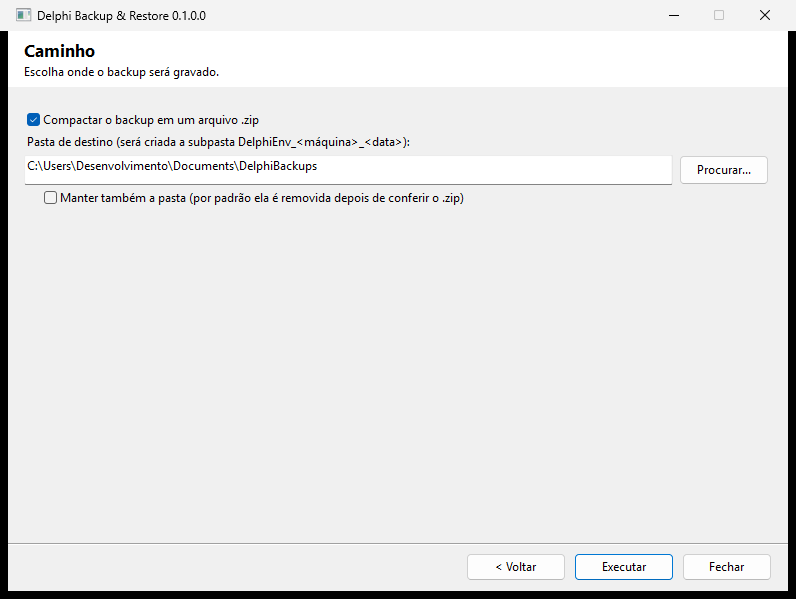 Delphi Backup & Restore 0.1.0.0
Caminho
Escolha onde o backup será gravado.
Compactar o backup em um arquivo .zip
Pasta de destino (será criada a subpasta DelphiEnv_<máquina>_<data>):
C:\Users\Desenvolvimento\Documents\DelphiBackups
Procurar...
Manter também a pasta (por padrão ela é removida depois de conferir o .zip)
< Voltar
Executar
Fechar